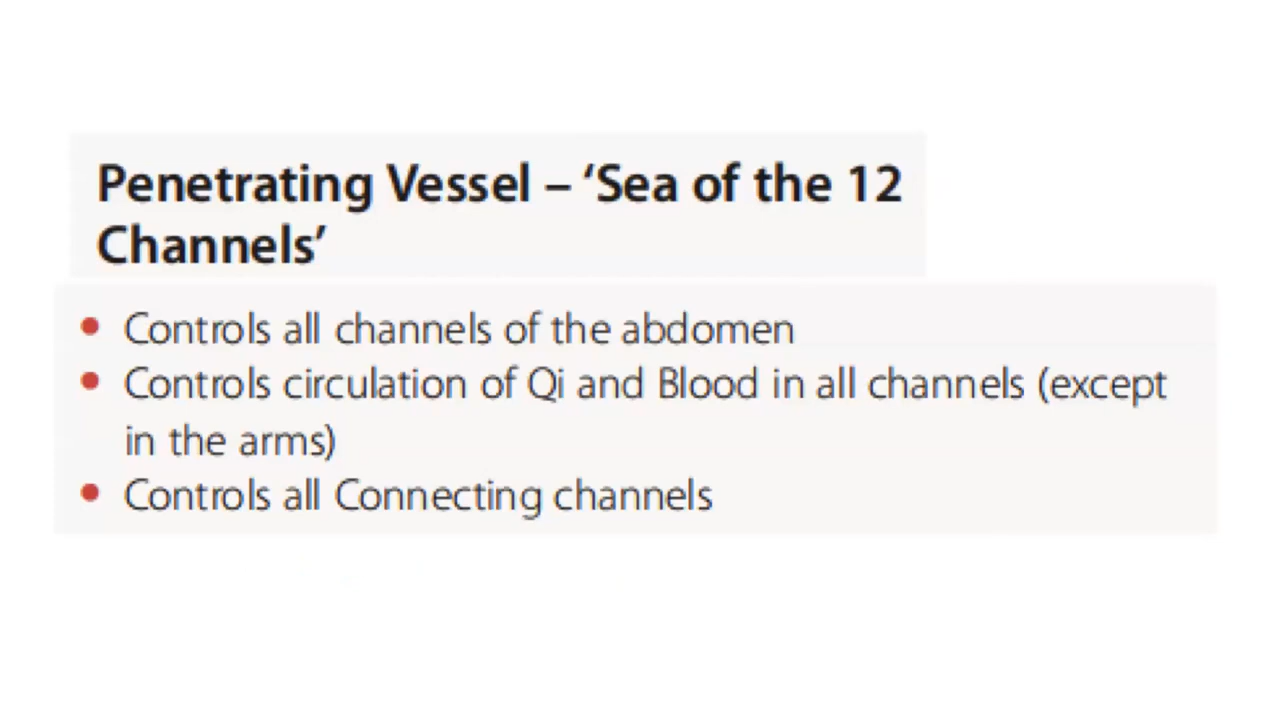 Penetrating Vessel – ‘Sea of the 12
Channels’
• Controls all channels of the abdomen
• Controls circulation of Qi and Blood in all channels (except
in the arms)
• Controls all Connecting channels